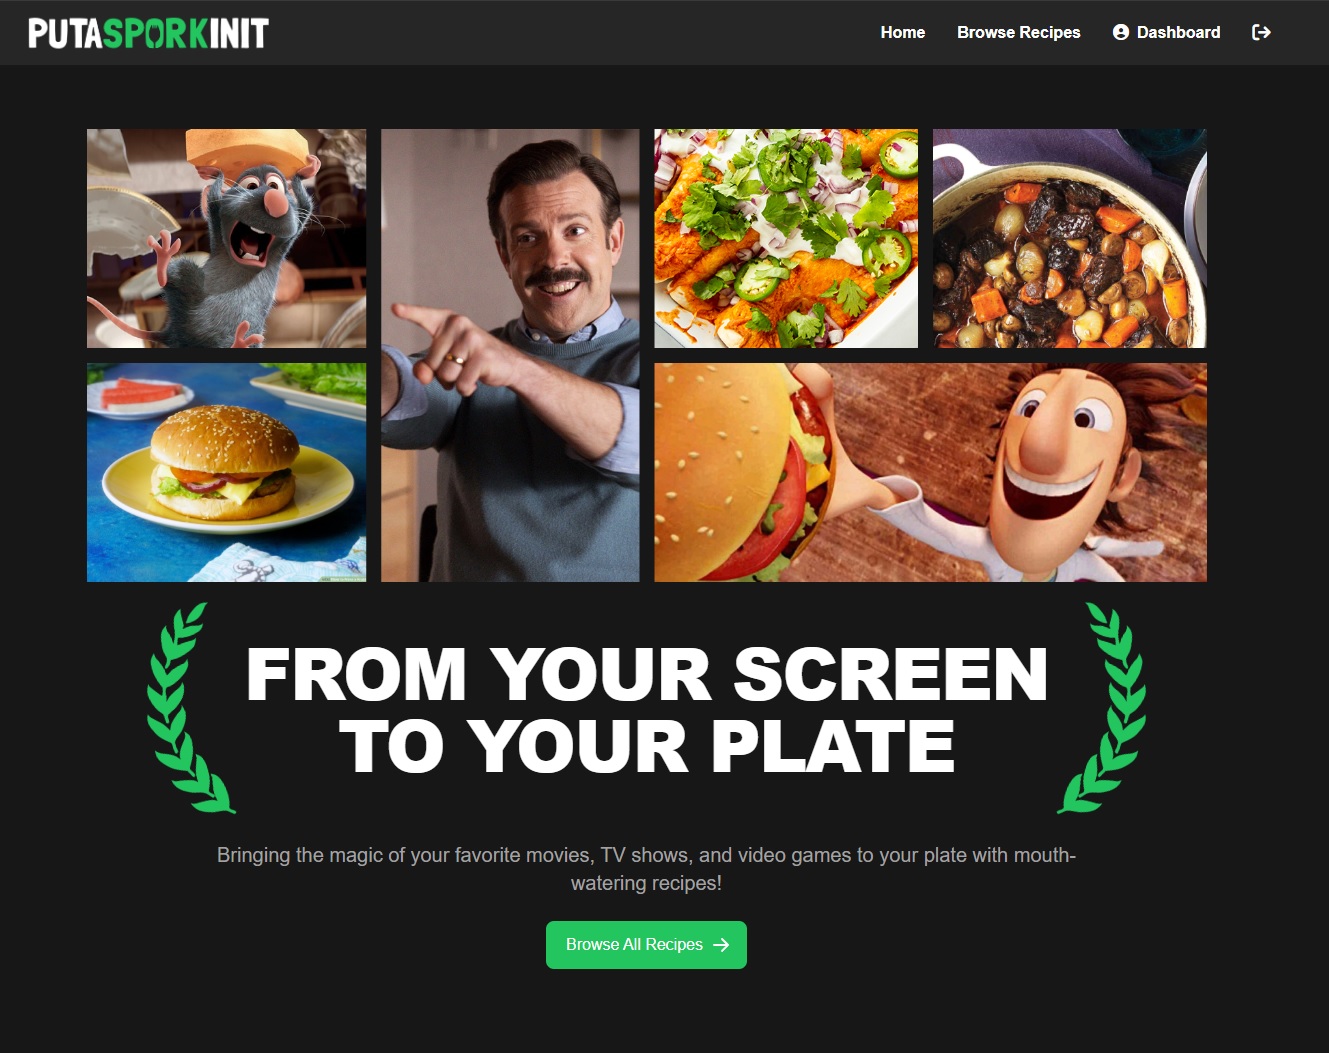 PUTASPORKINIT
Home
Browse Recipes
Dashboard
FROM YOUR SCREEN
TO YOUR PLATE
Bringing the magic of your favorite movies, TV shows, and video games to your plate with mouth-
watering recipes!
Browse All Recipes